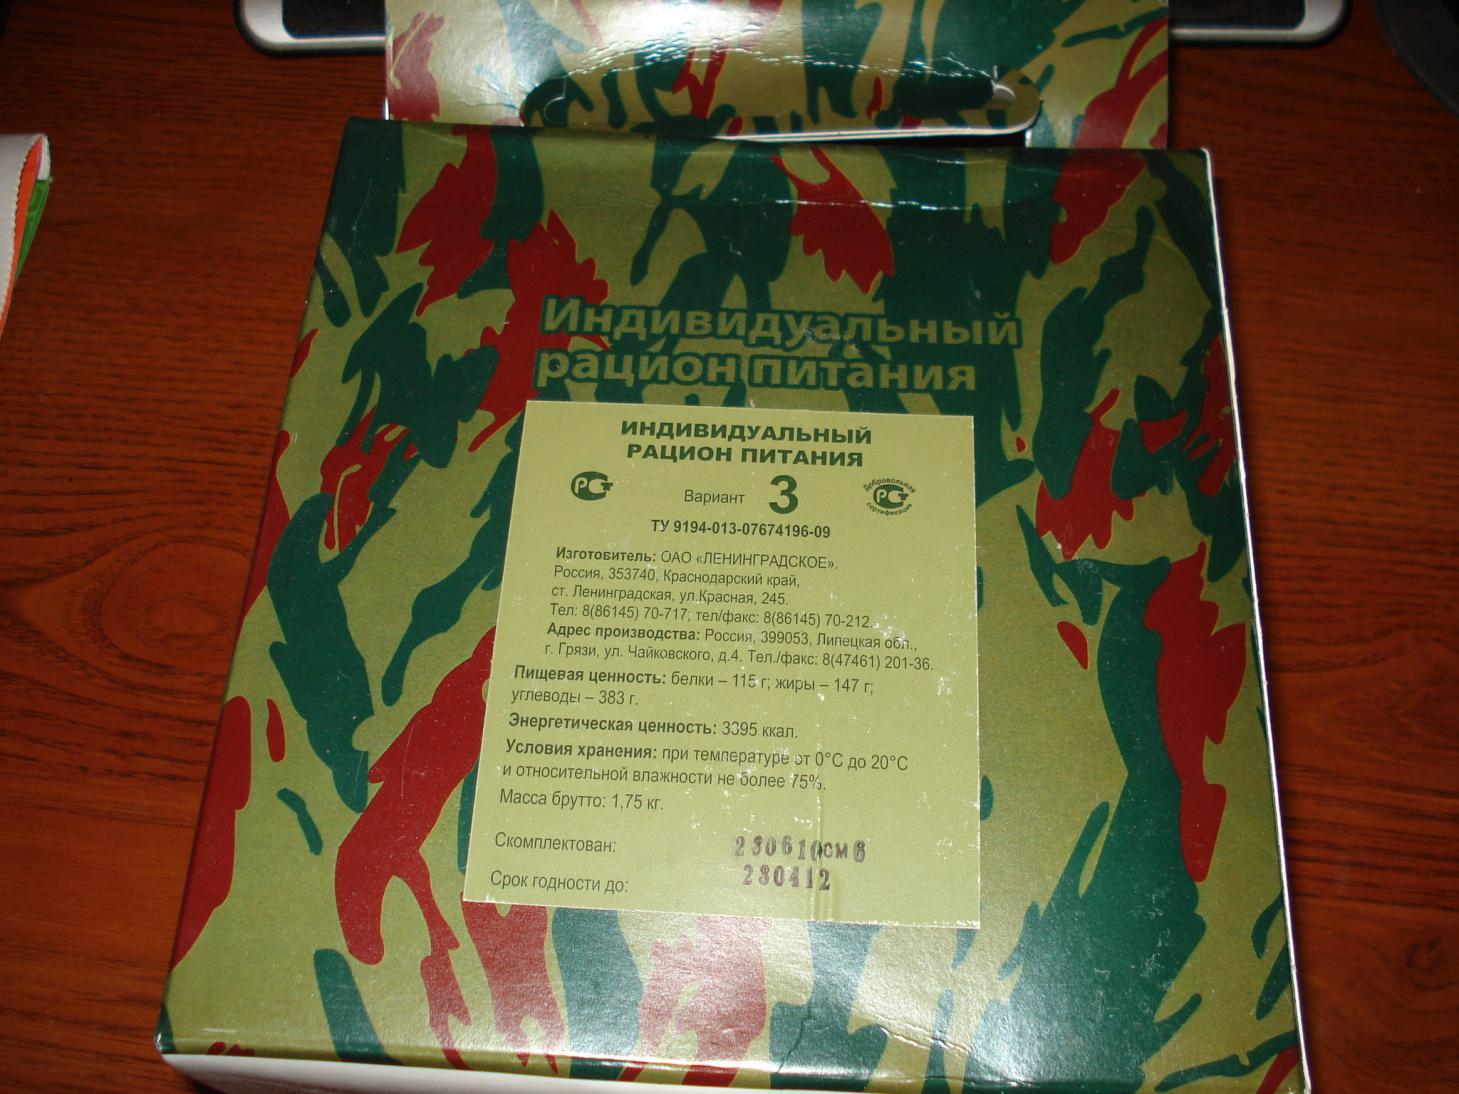 Индивидуальный
рацион питания
ИНДИВИДУАЛЬНЫЙ
РАЦИОН ПИТАНИЯ
РСТ Вариант 3 Добровольная РСТ сертификация
ТУ 9194-013-07674196-09
Изготовитель: ОАО «ЛЕНИНГРАДСКОЕ».
Россия, 353740, Краснодарский край,
ст. Ленинградская, ул.Красная, 245.
Тел: 8(86145) 70-717; тел/факс: 8(86145) 70-212.
Адрес производства: Россия, 399053, Липецкая обл.,
г. Грязи, ул. Чайковского, д.4. Тел./факс: 8(47461) 201-36.
Пищевая ценность: белки – 115 г; жиры – 147 г;
углеводы – 383 г.
Энергетическая ценность: 3395 ккал.
Условия хранения: при температуре от 0°С до 20°С
и относительной влажности не более 75%.
Масса брутто: 1,75 кг.
Скомплектован: 230610СМ6
Срок годности до: 230412